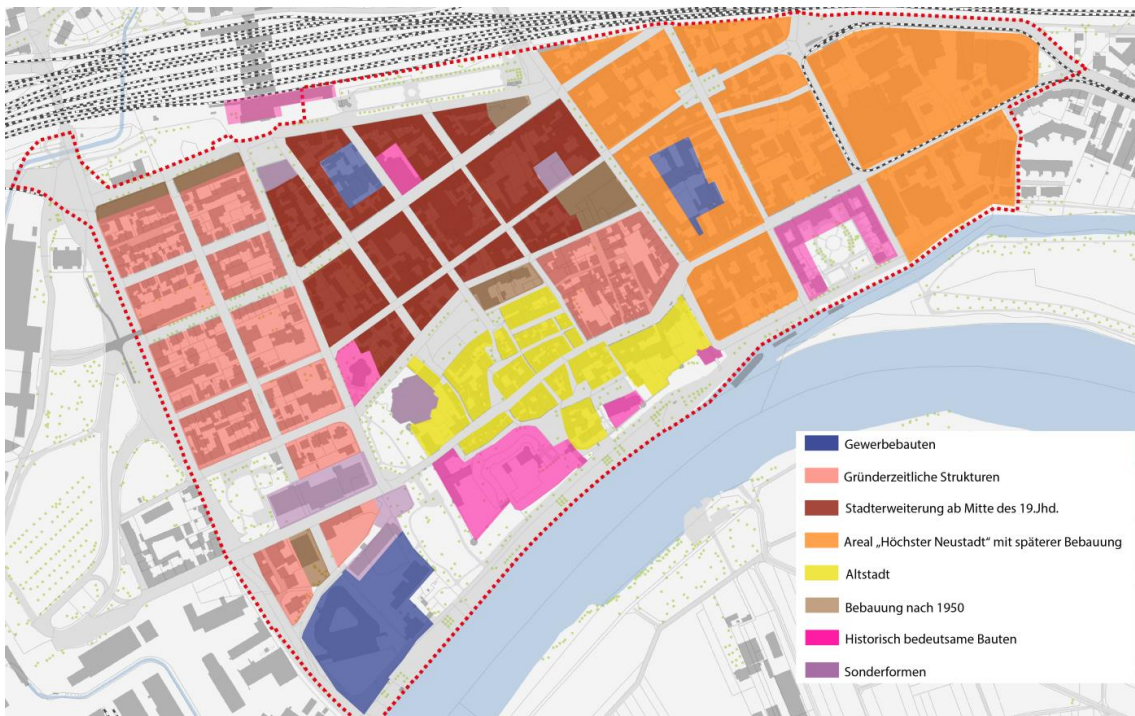 Gewerbebauten
Gründerzeitliche Strukturen
Stadterweiterung ab Mitte des 19.Jhd.
Areal „Höchster Neustadt“ mit späterer Bebauung
Altstadt
Bebauung nach 1950
Historisch bedeutsame Bauten
Sonderformen